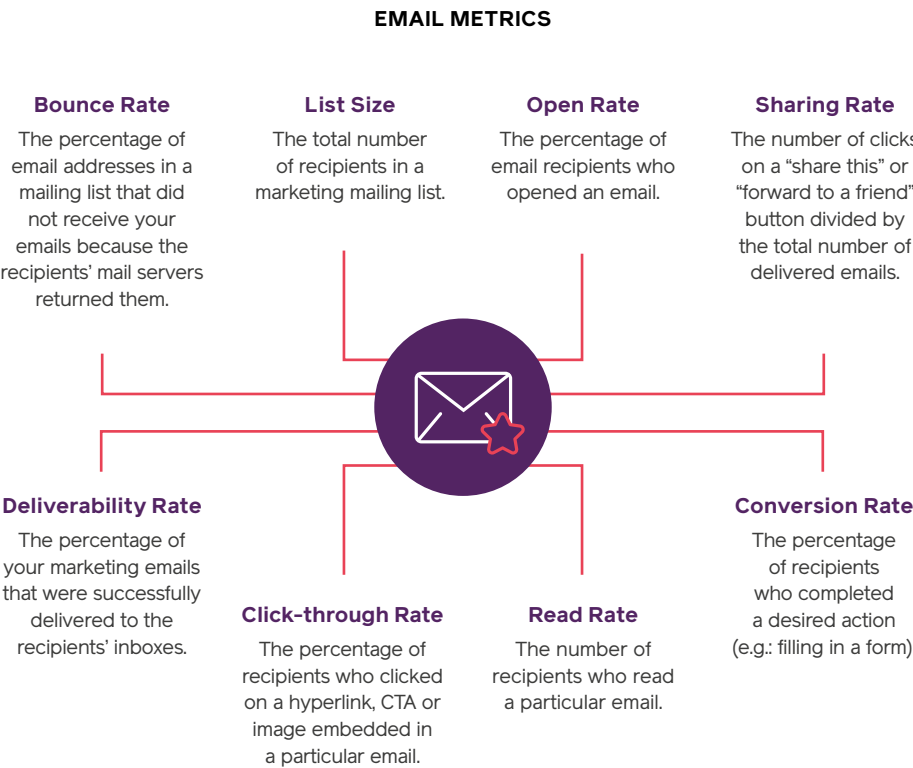 EMAIL METRICS
Bounce Rate
The percentage of
email addresses in a
mailing list that did
not receive your
emails because the
recipients’ mail servers
returned them.
List Size
The total number
of recipients in a
marketing mailing list.
Open Rate
The percentage of
email recipients who
opened an email.
Sharing Rate
The number of clicks
on a “share this” or
“forward to a friend”
button divided by
the total number of
delivered emails.
Deliverability Rate
The percentage of
your marketing emails
that were successfully
delivered to the
recipients’ inboxes.
Click-through Rate
The percentage of
recipients who clicked
on a hyperlink, CTA or
image embedded in
a particular email.
Read Rate
The number of
recipients who read
a particular email.
Conversion Rate
The percentage
of recipients
who completed
a desired action
(e.g.: filling in a form)